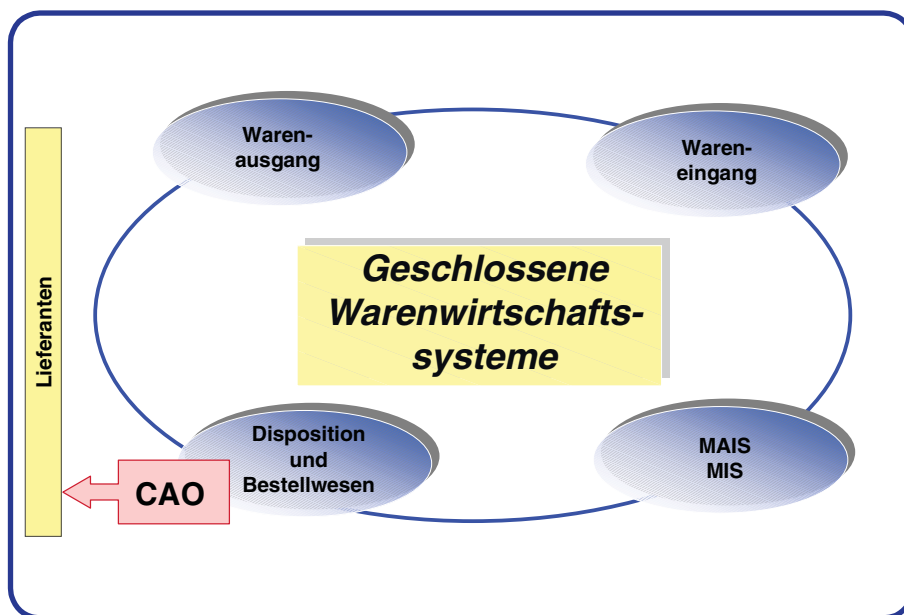 Waren-
ausgang
Waren-
eingang
Lieferanten
Geschlossene
Warenwirtschafts-
systeme
Disposition
und
Bestellwesen
MAIS
MIS
CAO